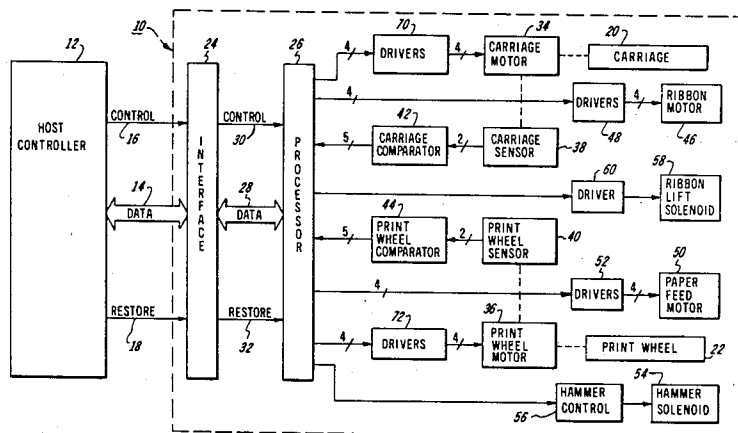 10
12
HOST CONTROLLER
CONTROL
16
14
DATA
RESTORE
18
24
INTERFACE
CONTROL
30
28
DATA
RESTORE
32
26
PROCESSOR
4
70
DRIVERS
4
34
CARRIAGE MOTOR
20
CARRIAGE
4
DRIVERS
48
4
RIBBON MOTOR
46
5
42
CARRIAGE COMPARATOR
2
CARRIAGE SENSOR
38
60
DRIVER
58
RIBBON LIFT SOLENOID
5
44
PRINT WHEEL COMPARATOR
2
PRINT WHEEL SENSOR
40
4
52
DRIVERS
4
50
PAPER FEED MOTOR
4
72
DRIVERS
4
36
PRINT WHEEL MOTOR
PRINT WHEEL
22
HAMMER CONTROL
56
54
HAMMER SOLENOID